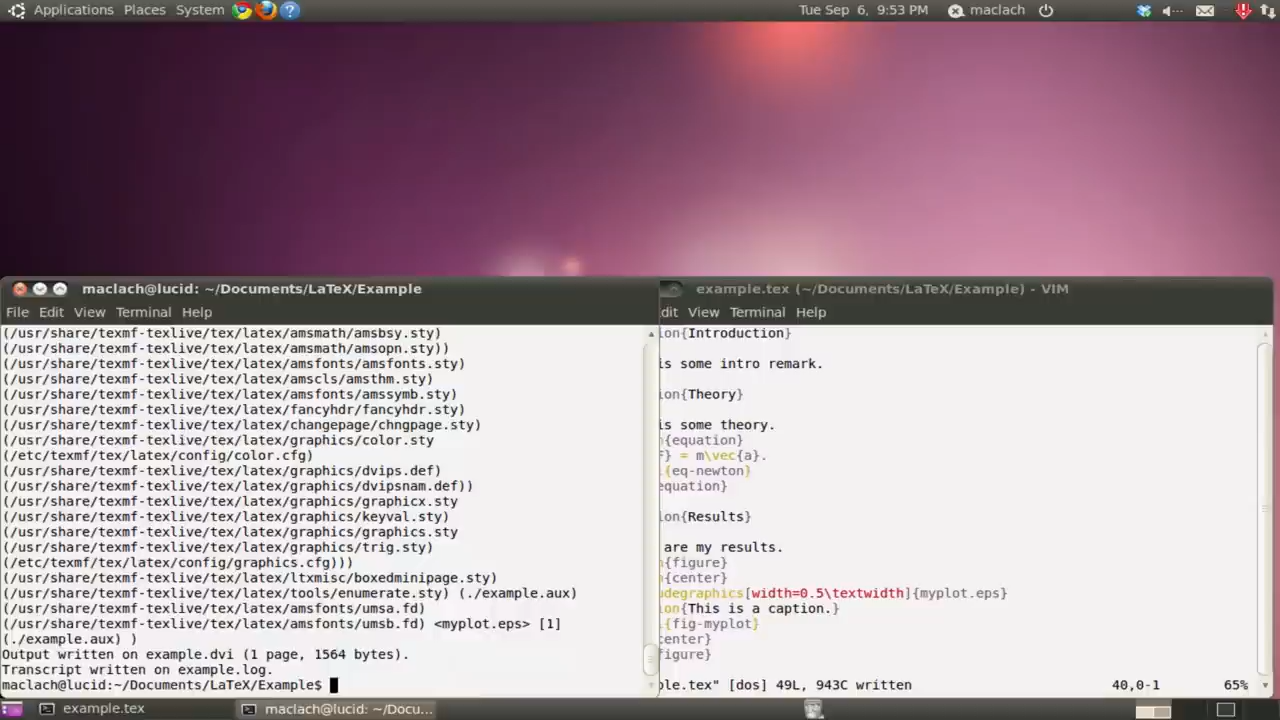 Applications Places System
Tue Sep 6, 9:53 PM maclach
maclach@lucid: ~/Documents/LaTeX/Example
File Edit View Terminal Help
(/usr/share/texmf-texlive/tex/latex/amsmath/amsbsy.sty)
(/usr/share/texmf-texlive/tex/latex/amsmath/amsopn.sty))
(/usr/share/texmf-texlive/tex/latex/amsfonts/amsfonts.sty)
(/usr/share/texmf-texlive/tex/latex/amscls/amsthm.sty)
(/usr/share/texmf-texlive/tex/latex/amsfonts/amssymb.sty)
(/usr/share/texmf-texlive/tex/latex/fancyhdr/fancyhdr.sty)
(/usr/share/texmf-texlive/tex/latex/changepage/chngpage.sty)
(/usr/share/texmf-texlive/tex/latex/graphics/color.sty
(/etc/texmf/tex/latex/config/color.cfg)
(/usr/share/texmf-texlive/tex/latex/graphics/dvips.def)
(/usr/share/texmf-texlive/tex/latex/graphics/dvipsnam.def))
(/usr/share/texmf-texlive/tex/latex/graphics/graphicx.sty
(/usr/share/texmf-texlive/tex/latex/graphics/keyval.sty)
(/usr/share/texmf-texlive/tex/latex/graphics/graphics.sty
(/usr/share/texmf-texlive/tex/latex/graphics/trig.sty)
(/etc/texmf/tex/latex/config/graphics.cfg)))
(/usr/share/texmf-texlive/tex/latex/ltxmisc/boxedminipage.sty)
(/usr/share/texmf-texlive/tex/latex/tools/enumerate.sty) (./example.aux)
(/usr/share/texmf-texlive/tex/latex/amsfonts/umsa.fd)
(/usr/share/texmf-texlive/tex/latex/amsfonts/umsb.fd) <myplot.eps> [1]
(./example.aux) )
Output written on example.dvi (1 page, 1564 bytes).
Transcript written on example.log.
maclach@lucid:~/Documents/LaTeX/Example$
example.tex (~/Documents/LaTeX/Example) - VIM
dit View Terminal Help
ion{Introduction}
is some intro remark.
ion{Theory}
is some theory.
n{equation}
f} = m\vec{a}.
l{eq-newton}
equation}
ion{Results}
are my results.
n{figure}
n{center}
udegraphics[width=0.5\textwidth]{myplot.eps}
ion{This is a caption.}
l{fig-myplot}
center}
figure}
ple.tex" [dos] 49L, 943C written 40,0-1 65%
example.tex
maclach@lucid: ~/Docu...